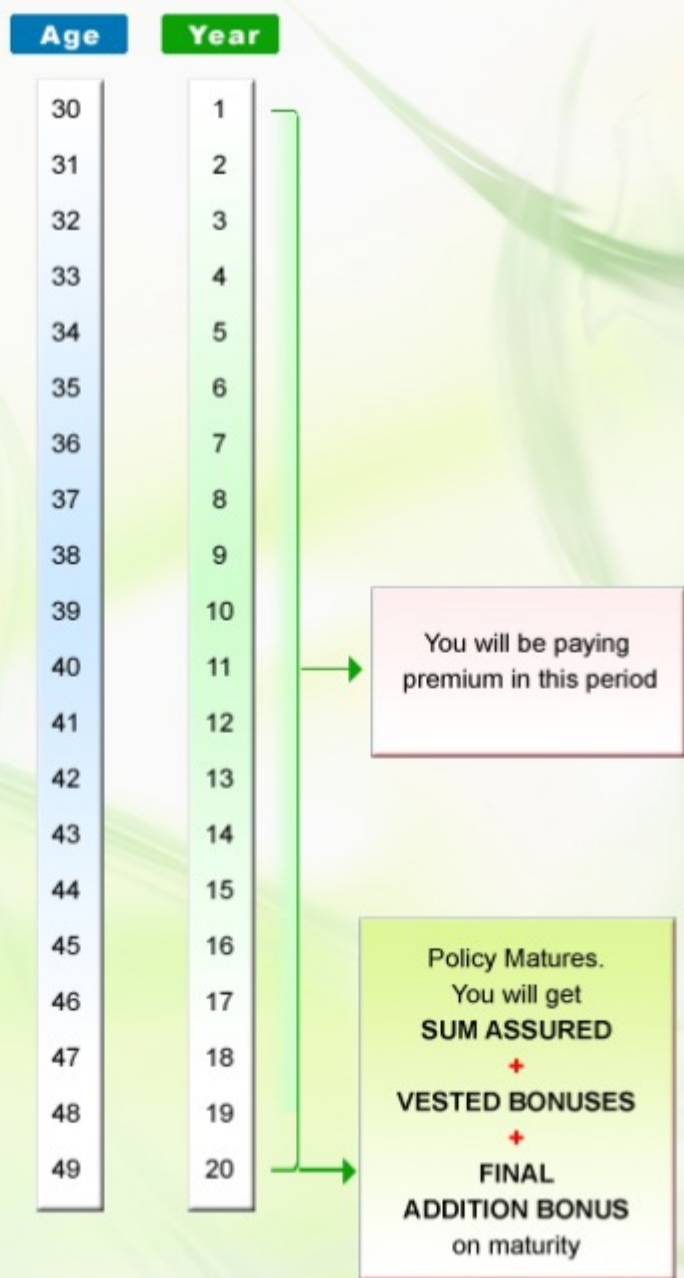 Age Year
30 1
31 2
32 3
33 4
34 5
35 6
36 7
37 8
38 9
39 10
40 11
41 12
42 13
43 14
44 15
45 16
46 17
47 18
48 19
49 20
You will be paying
premium in this period
Policy Matures.
You will get
SUM ASSURED
+
VESTED BONUSES
+
FINAL
ADDITION BONUS
on maturity